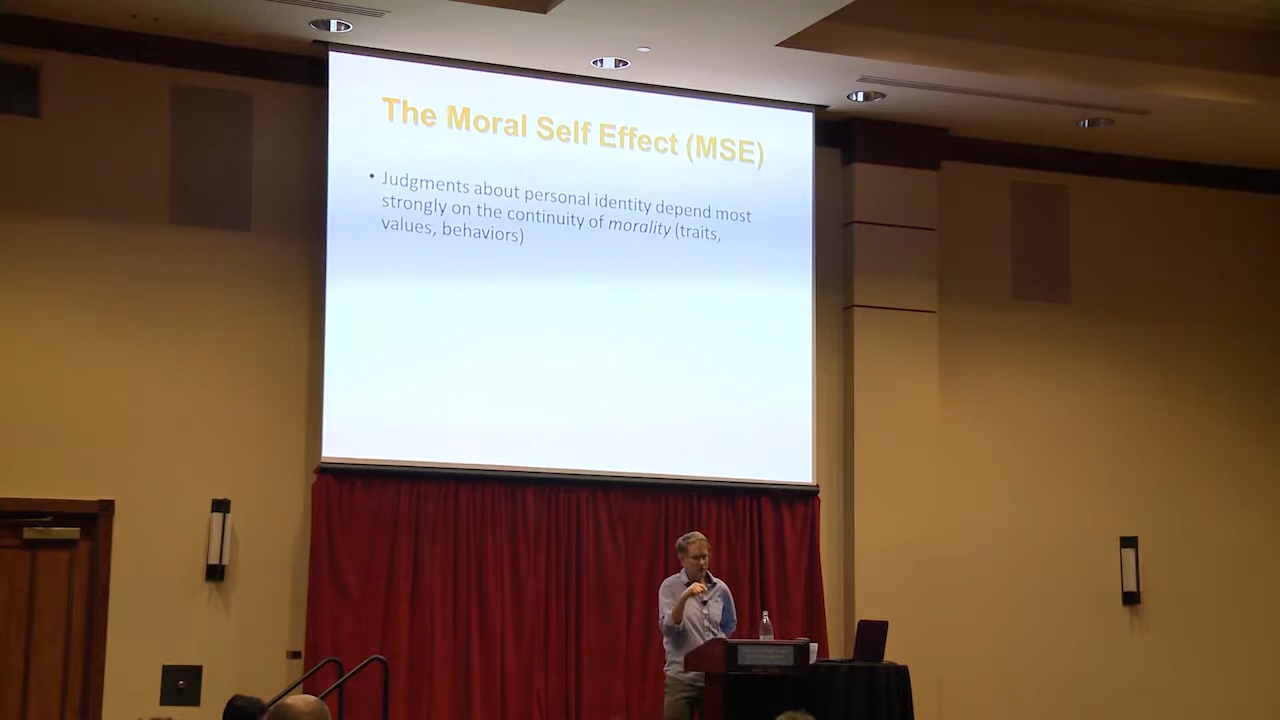 The Moral Self Effect (MSE)
• Judgments about personal identity depend most
strongly on the continuity of morality (traits,
values, behaviors)